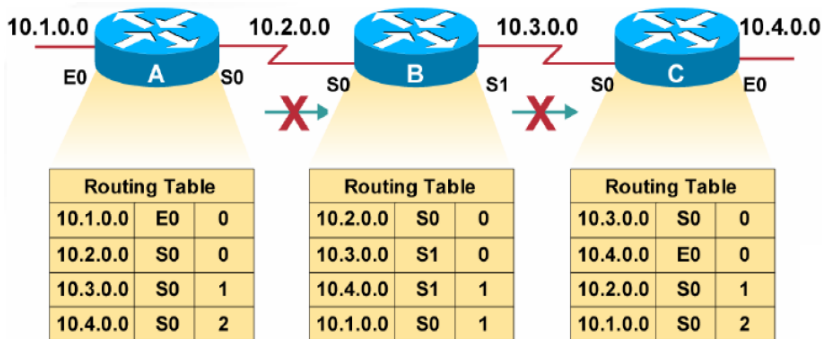 10.1.0.0 10.2.0.0 10.3.0.0 10.4.0.0
E0 A S0 S0 B S1 S0 C E0
X X
Routing Table Routing Table Routing Table
10.1.0.0 E0 0 10.2.0.0 S0 0 10.3.0.0 S0 0
10.2.0.0 S0 0 10.3.0.0 S1 0 10.4.0.0 E0 0
10.3.0.0 S0 1 10.4.0.0 S1 1 10.2.0.0 S0 1
10.4.0.0 S0 2 10.1.0.0 S0 1 10.1.0.0 S0 2